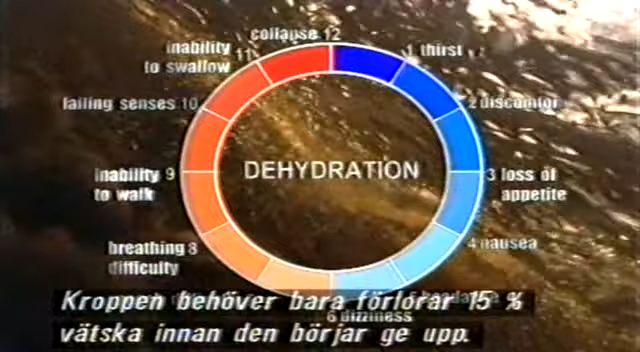 collapse 12
1 thirst
inability 11
to swallow
failing senses 10
2 discomfort
inability 9
to walk
DEHYDRATION
3 loss of
appetite
breathing 8
difficulty
4 nausea
6 dizziness
Kroppen behöver bara förlorar 15 %
vätska innan den börjar ge upp.